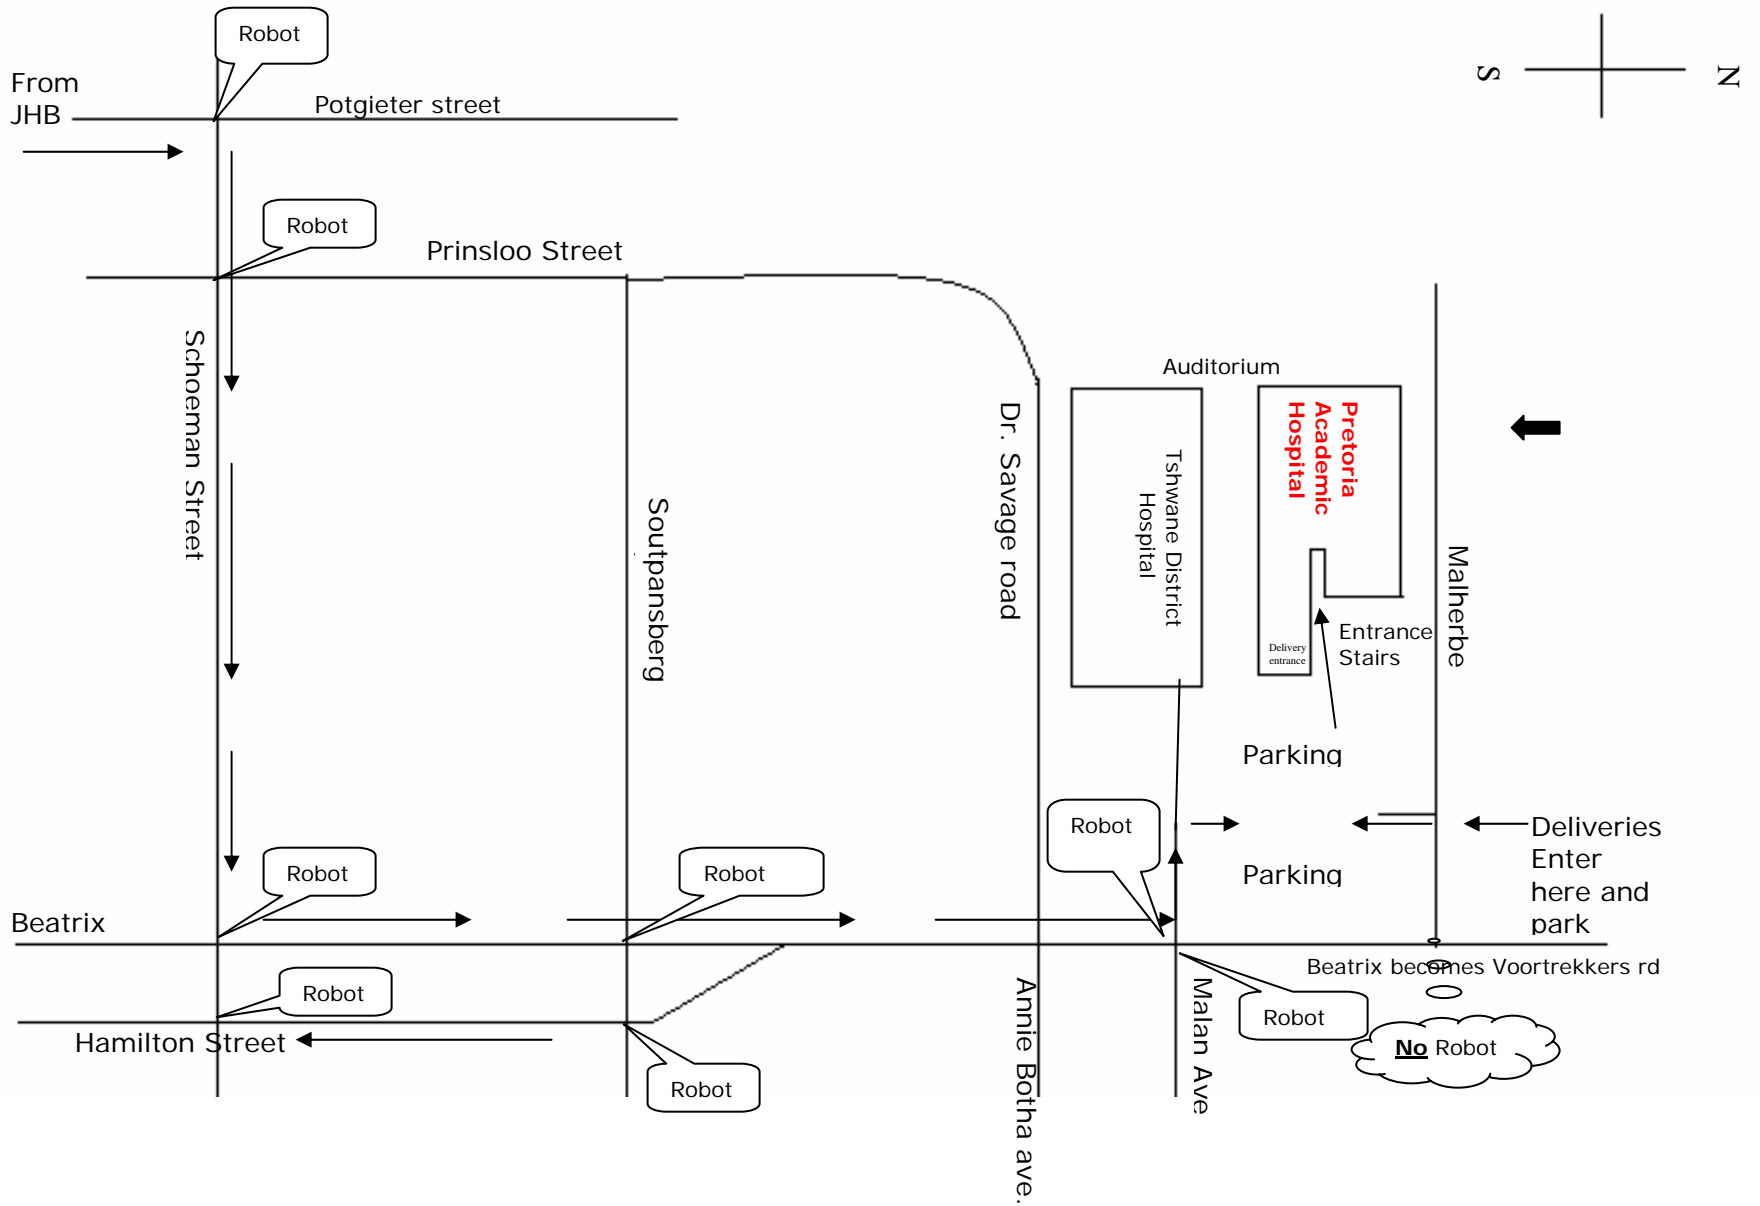 Robot
S
N
From
JHB
Potgieter street
Robot
Prinsloo Street
Schoeman Street
Soutpansberg
Dr. Savage road
Auditorium
Tshwane District
Hospital
Pretoria
Academic
Hospital
Malherbe
Delivery
entrance
Entrance
Stairs
Parking
Robot
Robot
Robot
Parking
Deliveries
Enter
here and
park
Beatrix
Beatrix becomes Voortrekkers rd
Robot
Robot
Hamilton Street
Robot
Annie Botha ave.
Malan Ave
No Robot